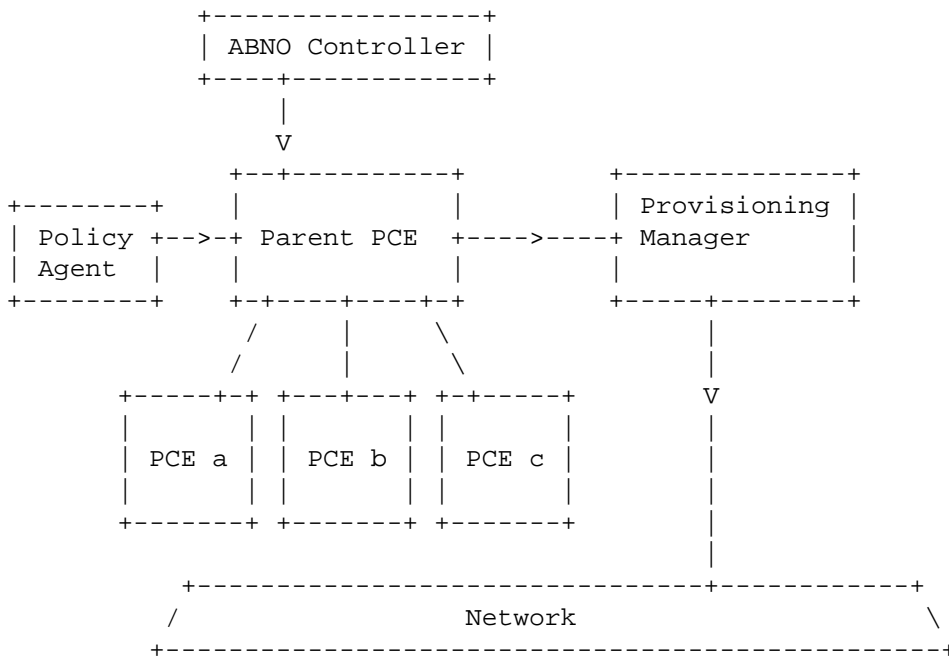 ABNO Controller
Provisioning
Policy Parent PCE Manager
Agent
PCE a PCE b PCE c
Network